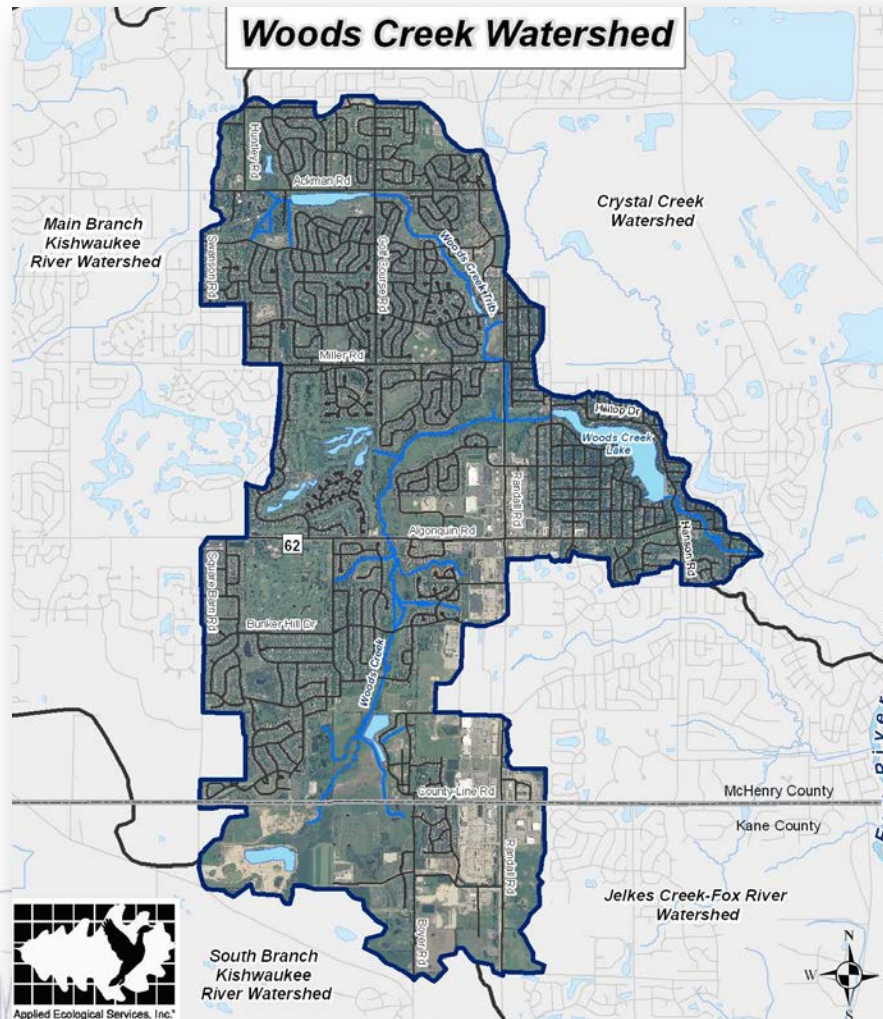 Woods Creek Watershed
Huntley Rd
Ackman Rd
Crystal Creek
Watershed
Main Branch
Kishwaukee
River Watershed
Swanson Rd
Golf Course Rd
Woods Creek Trib
Miller Rd
Hilltop Dr
Woods Creek
Lake
Randall Rd
Algonquin Rd
62
Hanson Rd
Square Barn Rd
Bunker Hill Dr
Woods Creek
River
County Line Rd
McHenry County
Kane County
Randall Rd
Jelkes Creek-Fox River
Watershed
Boyer Rd
South Branch
Kishwaukee
River Watershed
N
W
S
Applied Ecological Services, Inc.